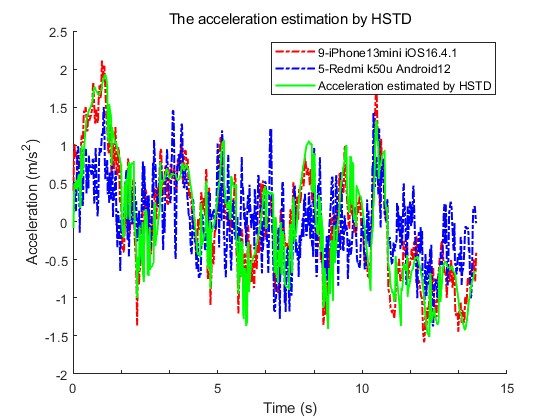 The acceleration estimation by HSTD
2.5
2
1.5
1
0.5
0
-0.5
-1
-1.5
-2
Acceleration (m/s²)
9-iPhone13mini iOS16.4.1
5-Redmi k50u Android12
Acceleration estimated by HSTD
0
5
10
15
Time (s)